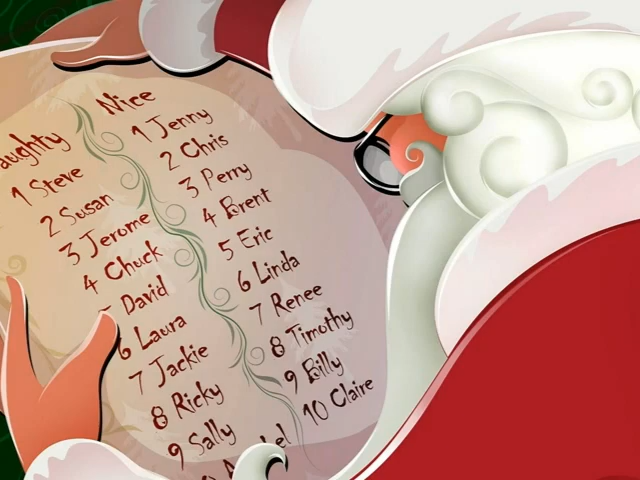 Nice
1 Steve
2 Susan
3 Jerome
4 Chuck
David
6 Laura
7 Jackie
8 Ricky
9 Sally
1 Jenny
2 Chris
3 Perry
4 Brent
5 Eric
6 Linda
7 Renee
8 Timothy
9 Billy
10 Claire